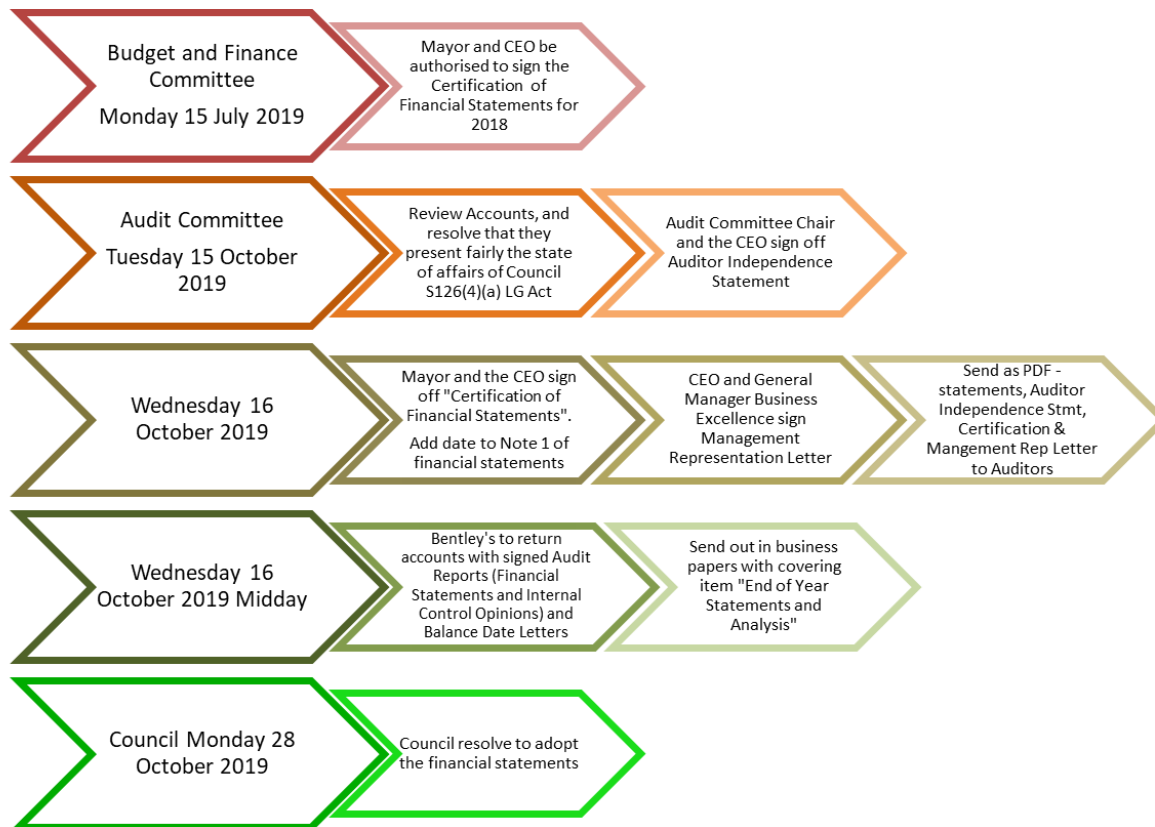 Budget and Finance
Committee
Monday 15 July 2019
Mayor and CEO be
authorised to sign the
Certification of
Financial Statements for
2018
Audit Committee
Tuesday 15 October
2019
Review Accounts, and
resolve that they
present fairly the state
of affairs of Council
S126(4)(a) LG Act
Audit Committee Chair
and the CEO sign off
Auditor Independence
Statement
Wednesday 16
October 2019
Mayor and the CEO sign
off "Certification of
Financial Statements".
Add date to Note 1 of
financial statements
CEO and General
Manager Business
Excellence sign
Management
Representation Letter
Send as PDF -
statements, Auditor
Independence Stmt,
Certification &
Mangement Rep Letter
to Auditors
Wednesday 16
October 2019 Midday
Bentley's to return
accounts with signed Audit
Reports (Financial
Statements and Internal
Control Opinions) and
Balance Date Letters
Send out in business
papers with covering
item "End of Year
Statements and
Analysis"
Council Monday 28
October 2019
Council resolve to adopt
the financial statements